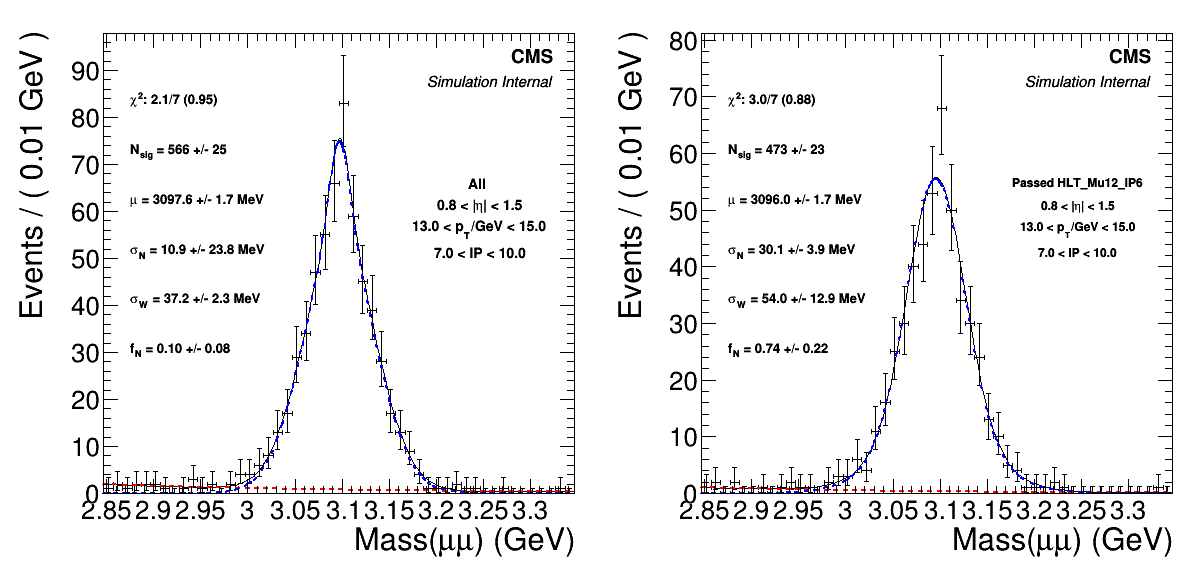 CMS
Simulation Internal
χ²: 2.1/7 (0.95)
N_sig = 566 +/- 25
μ = 3097.6 +/- 1.7 MeV
σ_N = 10.9 +/- 23.8 MeV
σ_W = 37.2 +/- 2.3 MeV
f_N = 0.10 +/- 0.08
All
0.8 < |η| < 1.5
13.0 < p_T/GeV < 15.0
7.0 < IP < 10.0
Events / ( 0.01 GeV )
90
80
70
60
50
40
30
20
10
0
2.85 2.9 2.95 3 3.05 3.1 3.15 3.2 3.25 3.3
Mass(μμ) (GeV)
CMS
Simulation Internal
χ²: 3.0/7 (0.88)
N_sig = 473 +/- 23
μ = 3096.0 +/- 1.7 MeV
σ_N = 30.1 +/- 3.9 MeV
σ_W = 54.0 +/- 12.9 MeV
f_N = 0.74 +/- 0.22
Passed HLT_Mu12_IP6
0.8 < |η| < 1.5
13.0 < p_T/GeV < 15.0
7.0 < IP < 10.0
Events / ( 0.01 GeV )
80
70
60
50
40
30
20
10
0
2.85 2.9 2.95 3 3.05 3.1 3.15 3.2 3.25 3.3
Mass(μμ) (GeV)